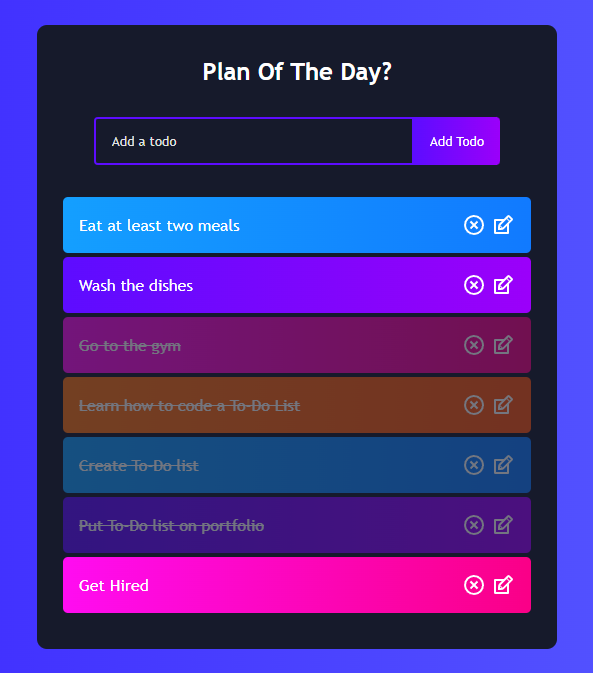 Plan Of The Day?
Add a todo
Add Todo
Eat at least two meals
Wash the dishes
Go to the gym
Learn how to code a To-Do List
Create To-Do list
Put To-Do list on portfolio
Get Hired